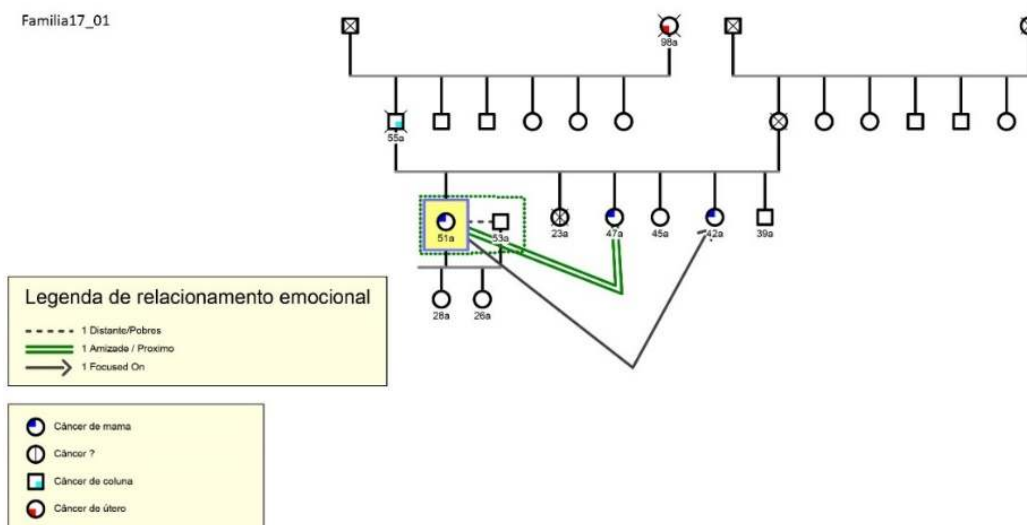 Familia17_01
98a
55a
51a
53a
23a
47a
45a
42a
39a
28a
26a
Legenda de relacionamento emocional
1 Distante/Pobres
1 Amizade / Proximo
1 Focused On
Câncer de mama
Câncer ?
Câncer de coluna
Câncer de útero